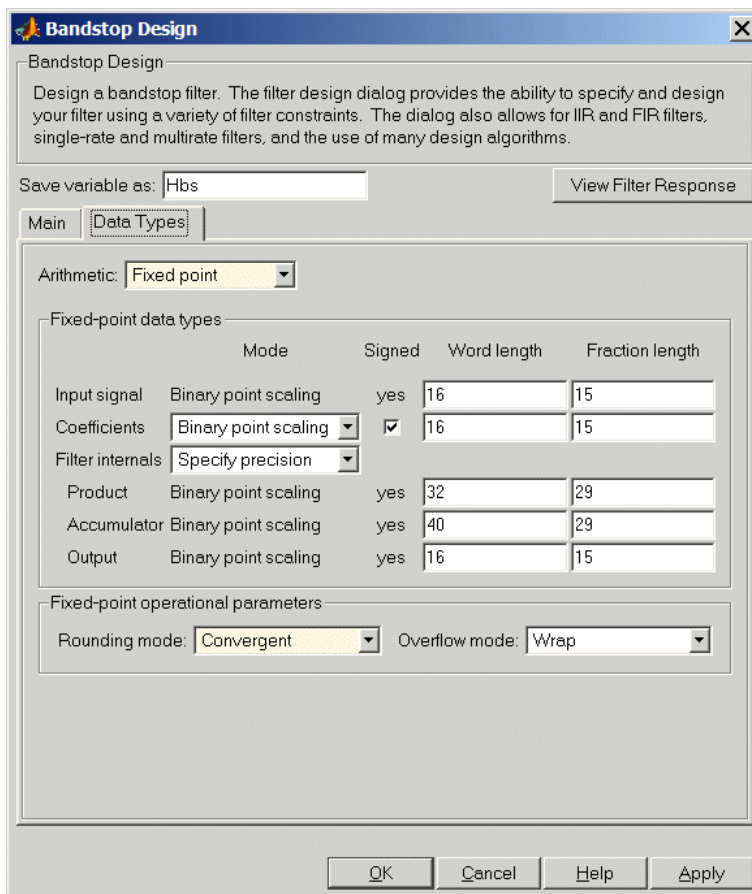 Bandstop Design
Bandstop Design
Design a bandstop filter. The filter design dialog provides the ability to specify and design
your filter using a variety of filter constraints. The dialog also allows for IIR and FIR filters,
single-rate and multirate filters, and the use of many design algorithms.
Save variable as: Hbs View Filter Response
Main Data Types
Arithmetic: Fixed point
Fixed-point data types
Mode Signed Word length Fraction length
Input signal Binary point scaling yes 16 15
Coefficients Binary point scaling 16 15
Filter internals Specify precision
Product Binary point scaling yes 32 29
Accumulator Binary point scaling yes 40 29
Output Binary point scaling yes 16 15
Fixed-point operational parameters
Rounding mode: Convergent Overflow mode: Wrap
OK Cancel Help Apply